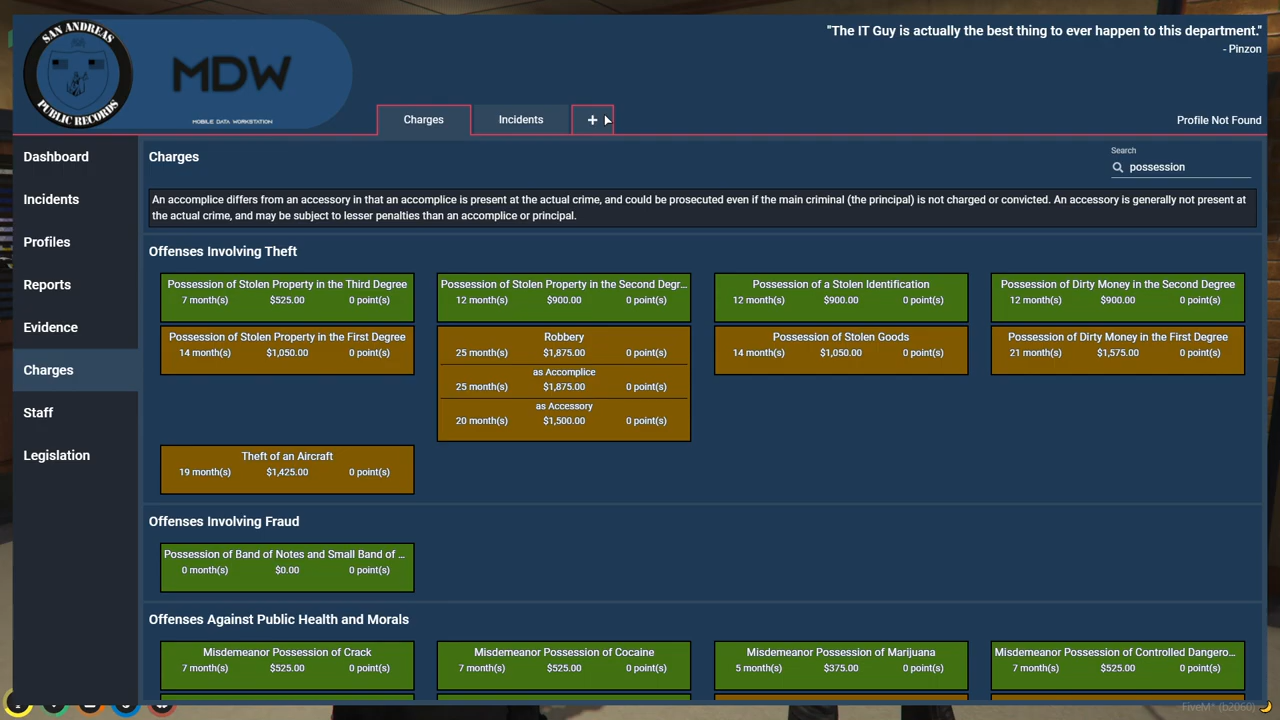 SAN ANDREAS
PUBLIC RECORDS
MDW
MOBILE DATA WORKSTATION
"The IT Guy is actually the best thing to ever happen to this department."
- Pinzon
Charges
Incidents
+
Profile Not Found
Dashboard
Incidents
Profiles
Reports
Evidence
Charges
Staff
Legislation
Charges
Search
possession
An accomplice differs from an accessory in that an accomplice is present at the actual crime, and could be prosecuted even if the main criminal (the principal) is not charged or convicted. An accessory is generally not present at
the actual crime, and may be subject to lesser penalties than an accomplice or principal.
Offenses Involving Theft
Possession of Stolen Property in the Third Degree
7 month(s) $525.00 0 point(s)
Possession of Stolen Property in the Second Degr...
12 month(s) $900.00 0 point(s)
Possession of a Stolen Identification
12 month(s) $900.00 0 point(s)
Possession of Dirty Money in the Second Degree
12 month(s) $900.00 0 point(s)
Possession of Stolen Property in the First Degree
14 month(s) $1,050.00 0 point(s)
Robbery
25 month(s) $1,875.00 0 point(s)
as Accomplice
25 month(s) $1,875.00 0 point(s)
as Accessory
20 month(s) $1,500.00 0 point(s)
Possession of Stolen Goods
14 month(s) $1,050.00 0 point(s)
Possession of Dirty Money in the First Degree
21 month(s) $1,575.00 0 point(s)
Theft of an Aircraft
19 month(s) $1,425.00 0 point(s)
Offenses Involving Fraud
Possession of Band of Notes and Small Band of ...
0 month(s) $0.00 0 point(s)
Offenses Against Public Health and Morals
Misdemeanor Possession of Crack
7 month(s) $525.00 0 point(s)
Misdemeanor Possession of Cocaine
7 month(s) $525.00 0 point(s)
Misdemeanor Possession of Marijuana
5 month(s) $375.00 0 point(s)
Misdemeanor Possession of Controlled Dangero...
7 month(s) $525.00 0 point(s)
FiveM* (b2060)